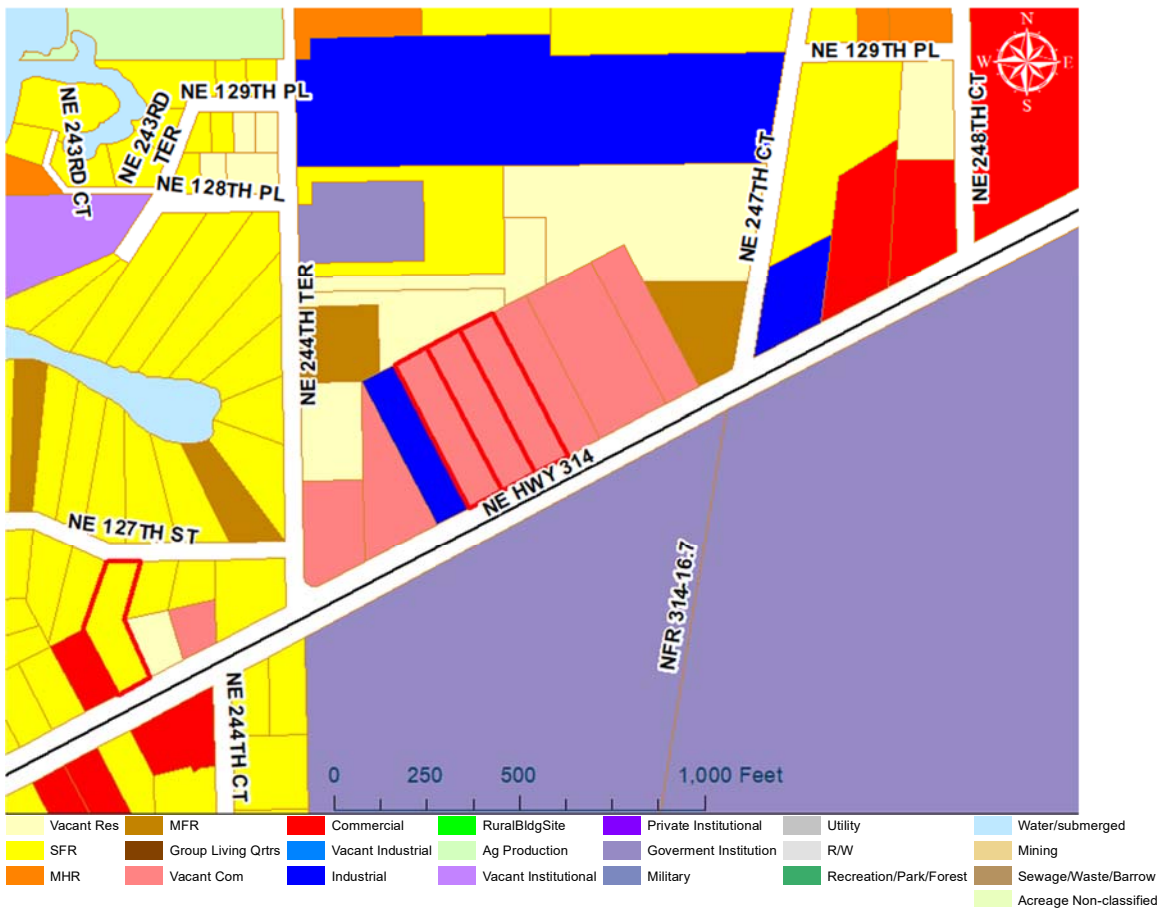 N
W E
S
NE 129TH PL
NE 129TH PL
NE 243RD CT
NE 243RD
TER
NE 128TH PL
NE 247TH CT
NE 248TH CT
NE 244TH TER
NE HWY 314
NE 127TH ST
NFR 314-16.7
NE 244TH CT
0 250 500 1,000 Feet
Vacant Res MFR Commercial RuralBldgSite Private Institutional Utility Water/submerged
SFR Group Living Qrtrs Vacant Industrial Ag Production Goverment Institution R/W Mining
MHR Vacant Com Industrial Vacant Institutional Military Recreation/Park/Forest Sewage/Waste/Barrow
Acreage Non-classified